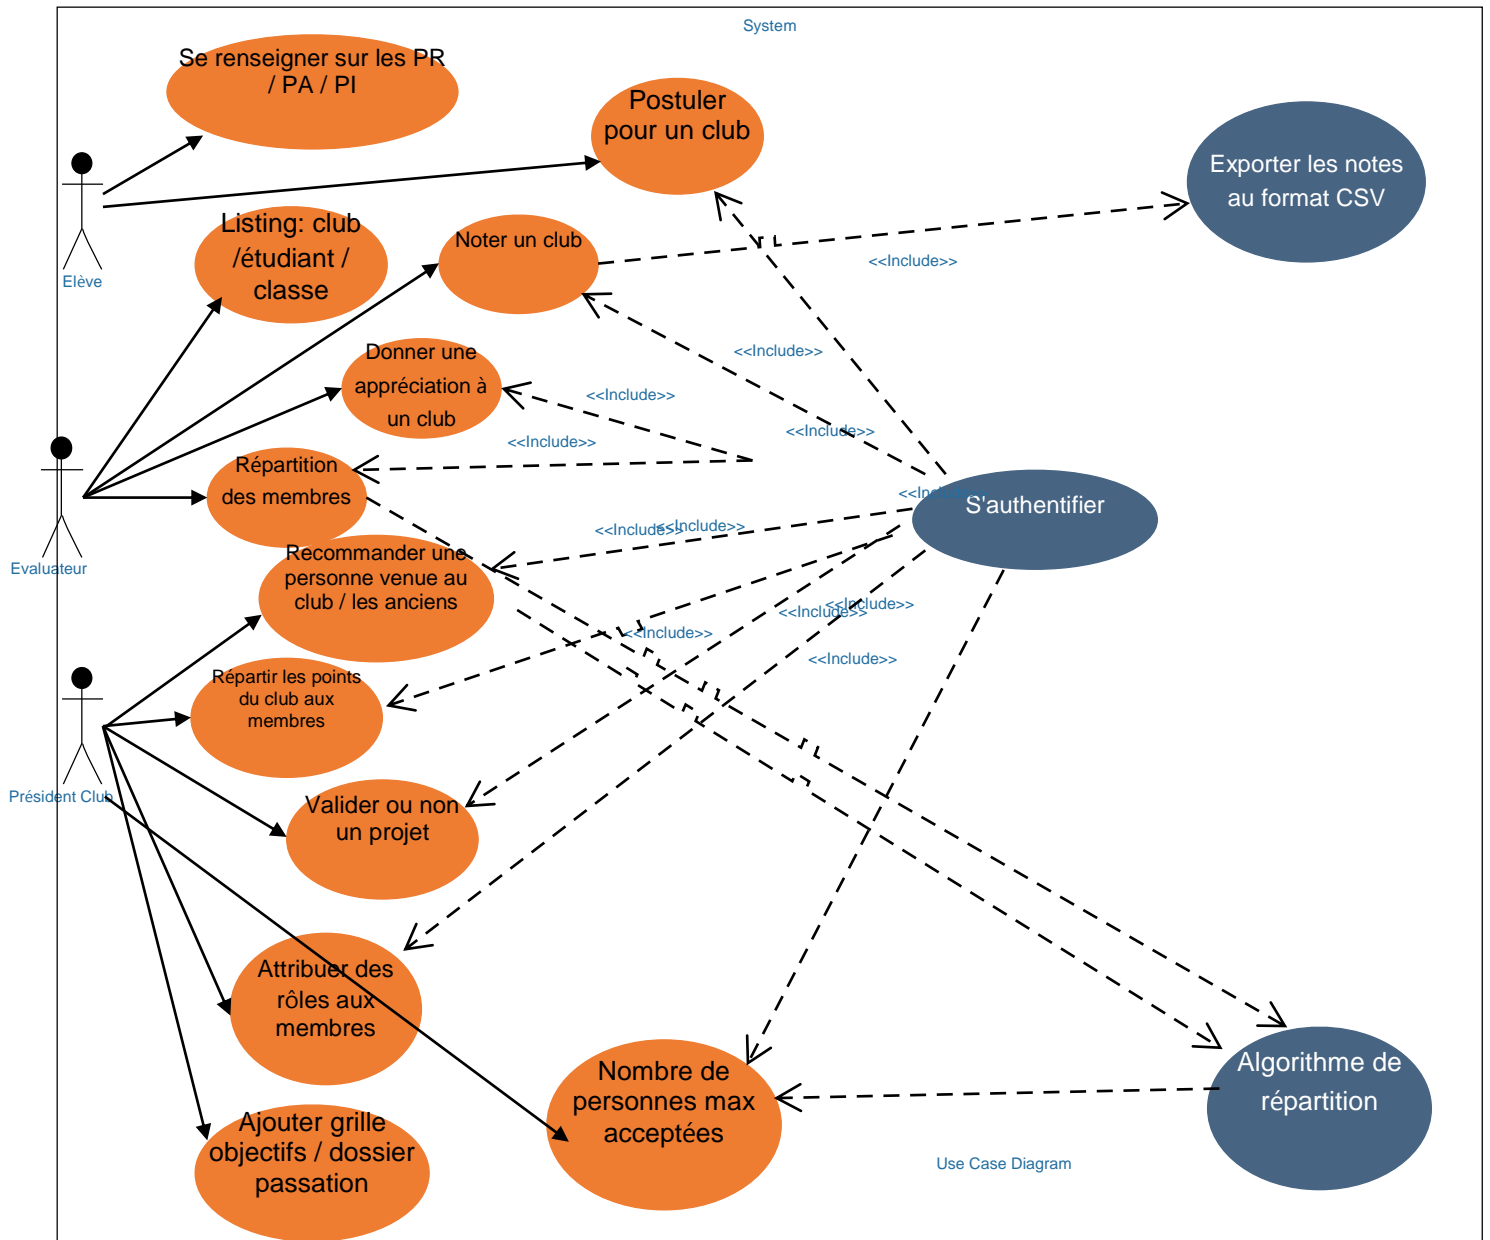 System
Se renseigner sur les PR
/ PA / PI
Postuler
pour un club
Exporter les notes
au format CSV
Elève
Listing: club
/étudiant /
classe
Noter un club
<<Include>>
<<Include>>
Donner une
appréciation à
un club
<<Include>>
<<Include>>
<<Include>>
Répartition
des membres
<<Include>>
S'authentifier
Evaluateur
<<Include>>
<<Include>>
Recommander une
personne venue au
club / les anciens
<<Include>>
<<Include>>
<<Include>>
<<Include>>
Répartir les points
du club aux
membres
Président Club
Valider ou non
un projet
Attribuer des
rôles aux
membres
Nombre de
personnes max
acceptées
Algorithme de
répartition
Ajouter grille
objectifs / dossier
passation
Use Case Diagram